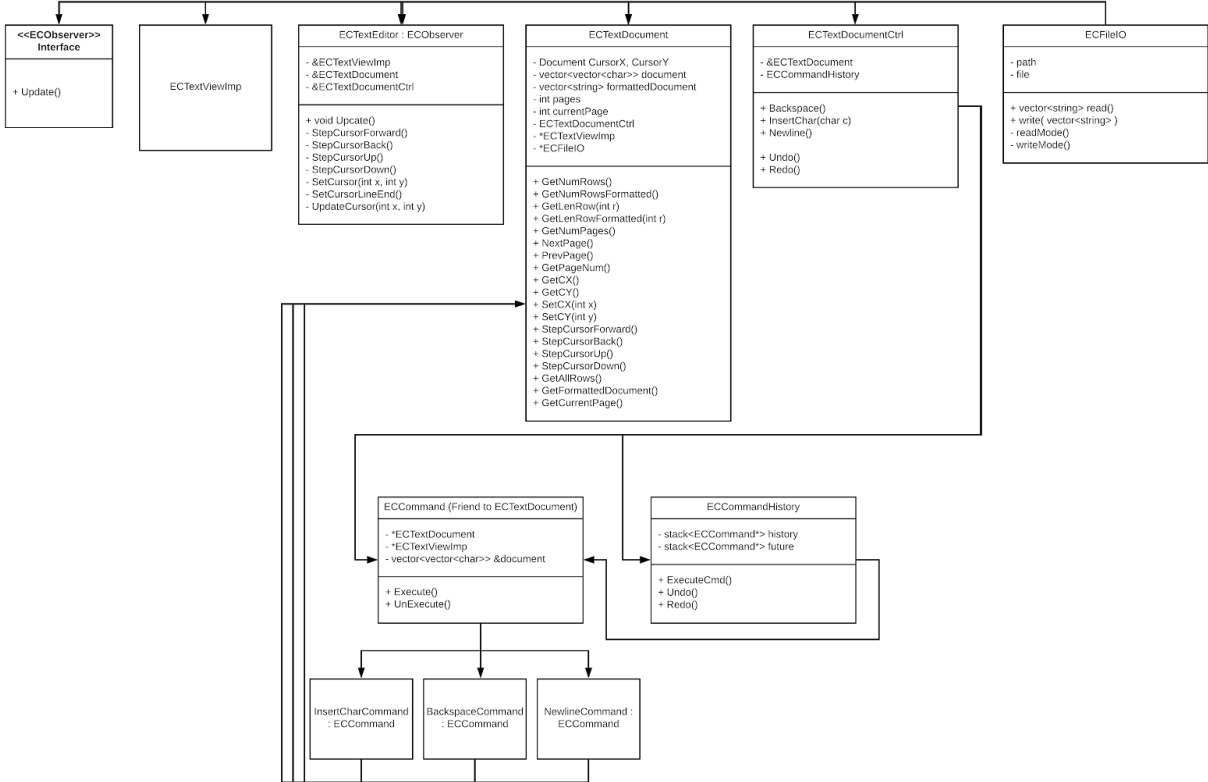 <<ECObserver>>
Interface
+ Update()
ECTextViewImp
ECTextEditor : ECObserver
- &ECTextViewImp
- &ECTextDocument
- &ECTextDocumentCtrl
+ void Upcate()
- StepCursorForward()
- StepCursorBack()
- StepCursorUp()
- StepCursorDown()
- SetCursor(int x, int y)
- SetCursorLineEnd()
- UpdateCursor(int x, int y)
ECTextDocument
- Document CursorX, CursorY
- vector<vector<char>> document
- vector<string> formattedDocument
- int pages
- int currentPage
- ECTextDocumentCtrl
- *ECTextViewImp
- *ECFileIO
+ GetNumRows()
+ GetNumRowsFormatted()
+ GetLenRow(int r)
+ GetLenRowFormatted(int r)
+ GetNumPages()
+ NextPage()
+ PrevPage()
+ GetPageNum()
+ GetCX()
+ GetCY()
+ SetCX(int x)
+ SetCY(int y)
+ StepCursorForward()
+ StepCursorBack()
+ StepCursorUp()
+ StepCursorDown()
+ GetAllRows()
+ GetFormattedDocument()
+ GetCurrentPage()
ECTextDocumentCtrl
- &ECTextDocument
- ECCommandHistory
+ Backspace()
+ InsertChar(char c)
+ Newline()
+ Undo()
+ Redo()
ECFileIO
- path
- file
+ vector<string> read()
+ write( vector<string> )
- readMode()
- writeMode()
ECCommand (Friend to ECTextDocument)
- *ECTextDocument
- *ECTextViewImp
- vector<vector<char>> &document
+ Execute()
+ UnExecute()
ECCommandHistory
- stack<ECCommand*> history
- stack<ECCommand*> future
+ ExecuteCmd()
+ Undo()
+ Redo()
InsertCharCommand
: ECCommand
BackspaceCommand
: ECCommand
NewlineCommand :
ECCommand